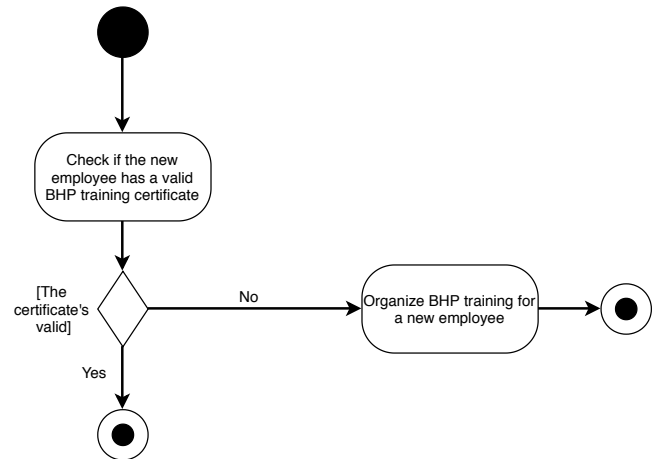 Check if the new
employee has a valid
BHP training certificate
[The
certificate's
valid]
No
Organize BHP training for
a new employee
Yes